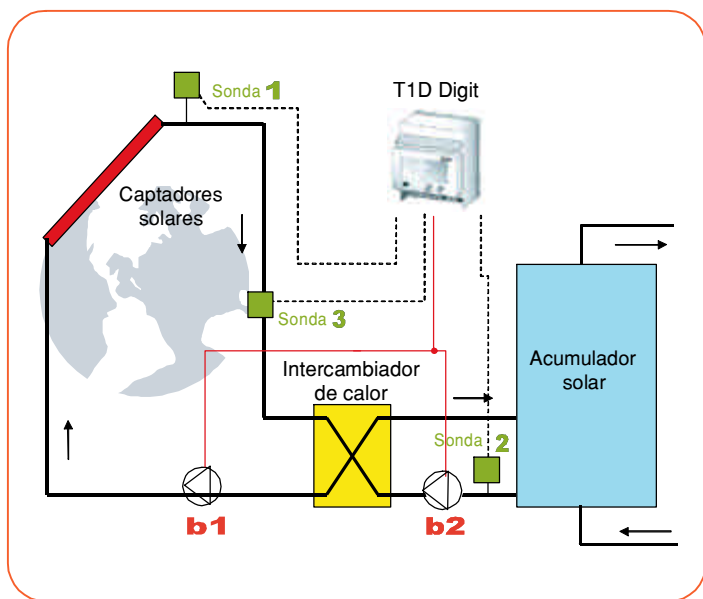 Sonda 1
T1D Digit
Captadores
solares
Sonda 3
Intercambiador
de calor
Acumulador
solar
Sonda 2
b1
b2